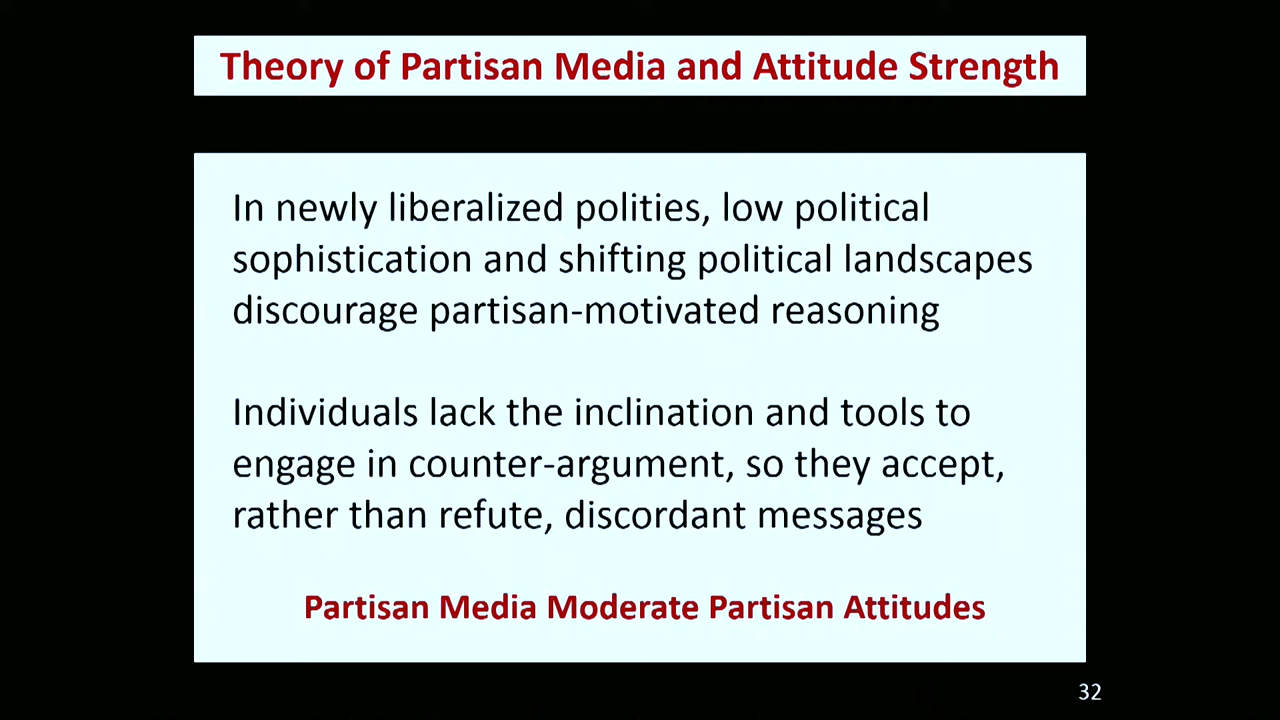 Theory of Partisan Media and Attitude Strength
In newly liberalized polities, low political
sophistication and shifting political landscapes
discourage partisan-motivated reasoning
Individuals lack the inclination and tools to
engage in counter-argument, so they accept,
rather than refute, discordant messages
Partisan Media Moderate Partisan Attitudes
32